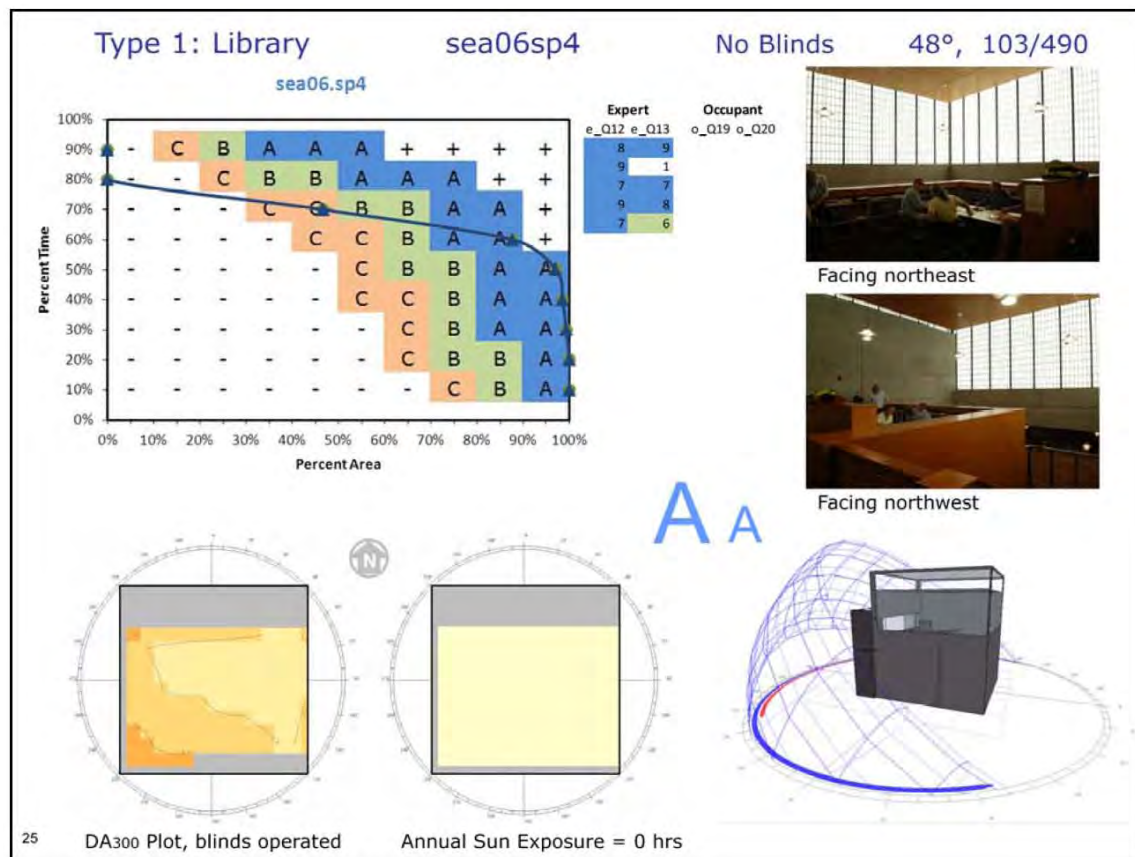 Type 1: Library sea06sp4 No Blinds 48°, 103/490
sea06.sp4
Expert Occupant
e_Q12 e_Q13 o_Q19 o_Q20
8 9
9 1
7 7
9 8
7 6
Percent Time
100%
90% - C B A A A + + + +
80% - - C B B A A A + +
70% - - - C C B B A A +
60% - - - - C C B A A +
50% - - - - - C B B A A
40% - - - - - C C B A A
30% - - - - - - C B A A
20% - - - - - - C B B A
10% - - - - - - - C B A
0%
0% 10% 20% 30% 40% 50% 60% 70% 80% 90% 100%
Percent Area
Facing northeast
Facing northwest
A A
N
DA300 Plot, blinds operated
Annual Sun Exposure = 0 hrs
25